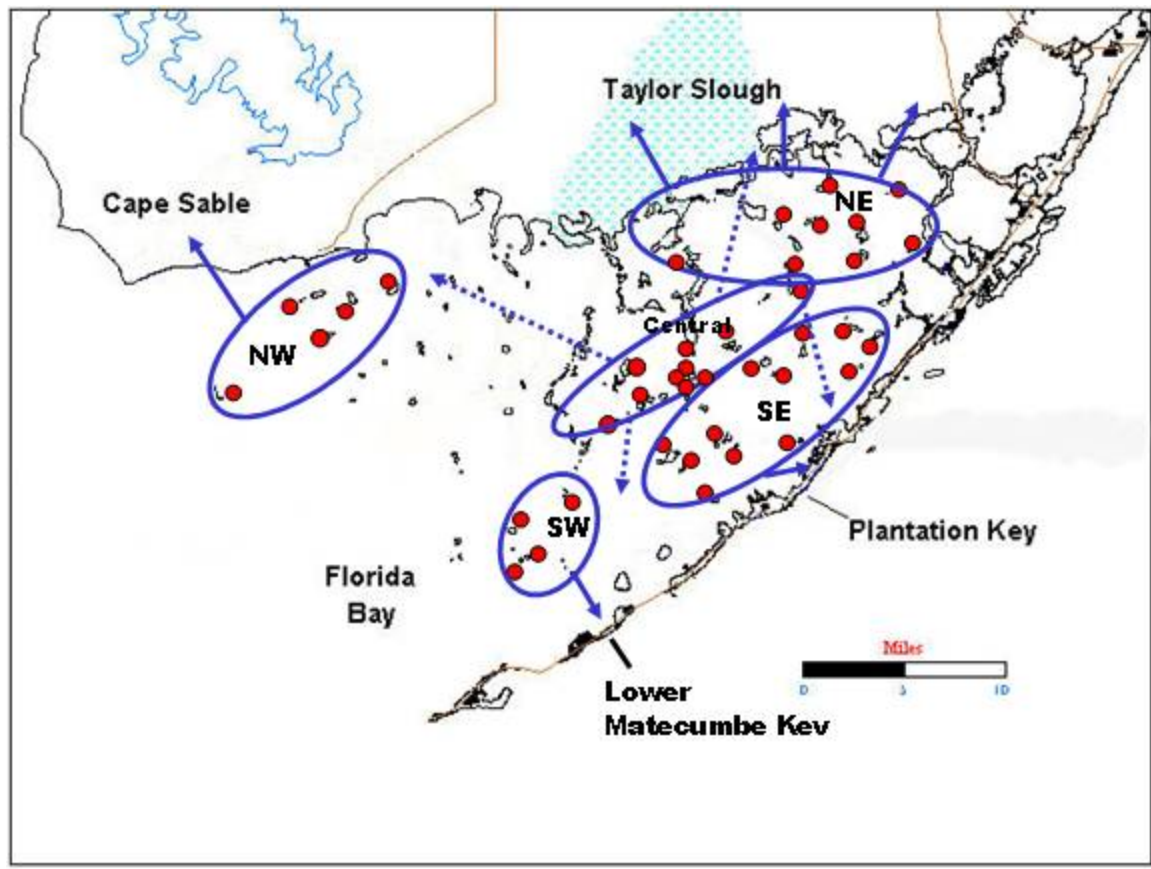 Taylor Slough
Cape Sable
NE
Central
NW
SE
SW
Plantation Key
Florida
Bay
Miles
0 5 10
Lower
Matecumbe Key